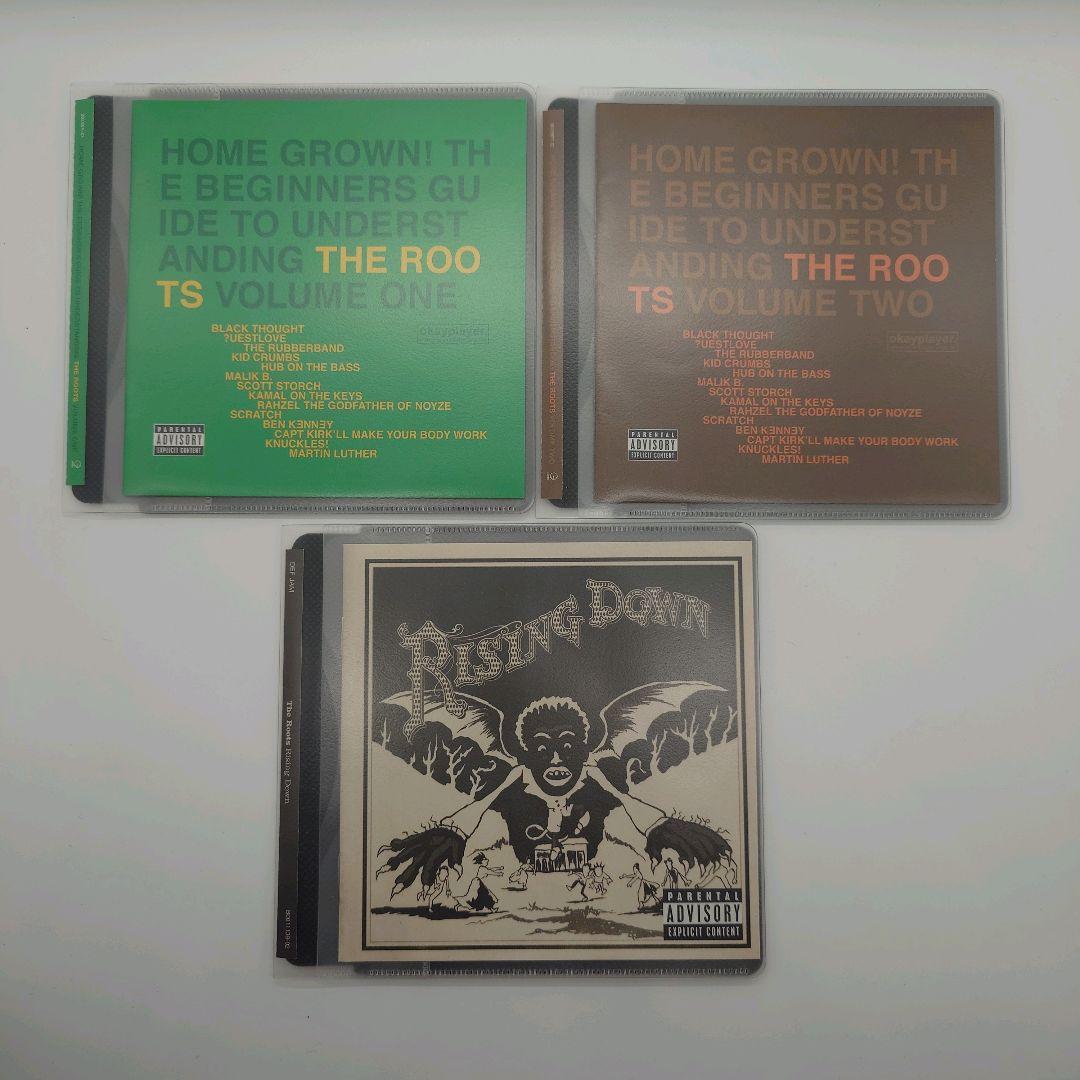 HOME GROWN! TH
E BEGINNERS GU
IDE TO UNDERST
ANDING THE ROO
TS VOLUME ONE
okayplayer
BLACK THOUGHT
?UESTLOVE
THE RUBBERBAND
KID CRUMBS
HUB ON THE BASS
MALIK B.
SCOTT STORCH
KAMAL ON THE KEYS
RAHZEL THE GODFATHER OF NOYZE
SCRATCH
BEN KƎNNƎY
CAPT KIRK'LL MAKE YOUR BODY WORK
KNUCKLES!
MARTIN LUTHER
PARENTAL
ADVISORY
EXPLICIT CONTENT
THE ROOTS
HOME GROWN! TH
E BEGINNERS GU
IDE TO UNDERST
ANDING THE ROO
TS VOLUME TWO
okayplayer
BLACK THOUGHT
?UESTLOVE
THE RUBBERBAND
KID CRUMBS
HUB ON THE BASS
MALIK B.
SCOTT STORCH
KAMAL ON THE KEYS
RAHZEL THE GODFATHER OF NOYZE
SCRATCH
BEN KƎNNƎY
CAPT KIRK'LL MAKE YOUR BODY WORK
KNUCKLES!
MARTIN LUTHER
PARENTAL
ADVISORY
EXPLICIT CONTENT
THE ROOTS
DEF JAM
The Roots Rising Down
B0011139-02
RISING DOWN
PARENTAL
ADVISORY
EXPLICIT CONTENT